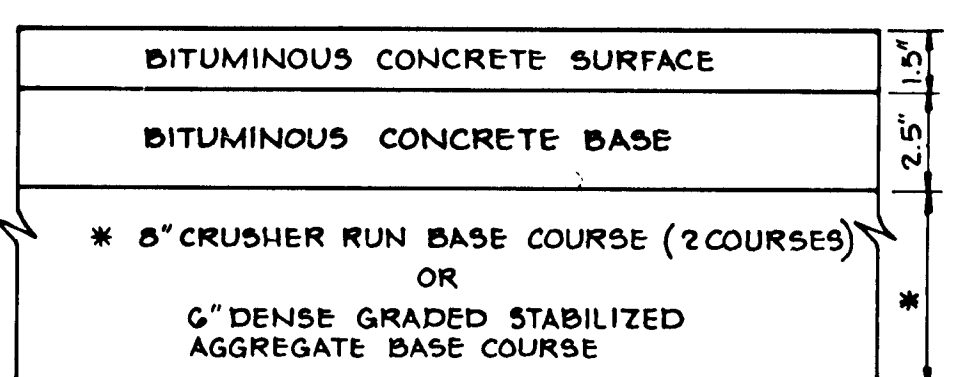 BITUMINOUS CONCRETE SURFACE
1.5"
BITUMINOUS CONCRETE BASE
2.5"
* 8" CRUSHER RUN BASE COURSE (2 COURSES)
OR
6" DENSE GRADED STABILIZED
AGGREGATE BASE COURSE
*